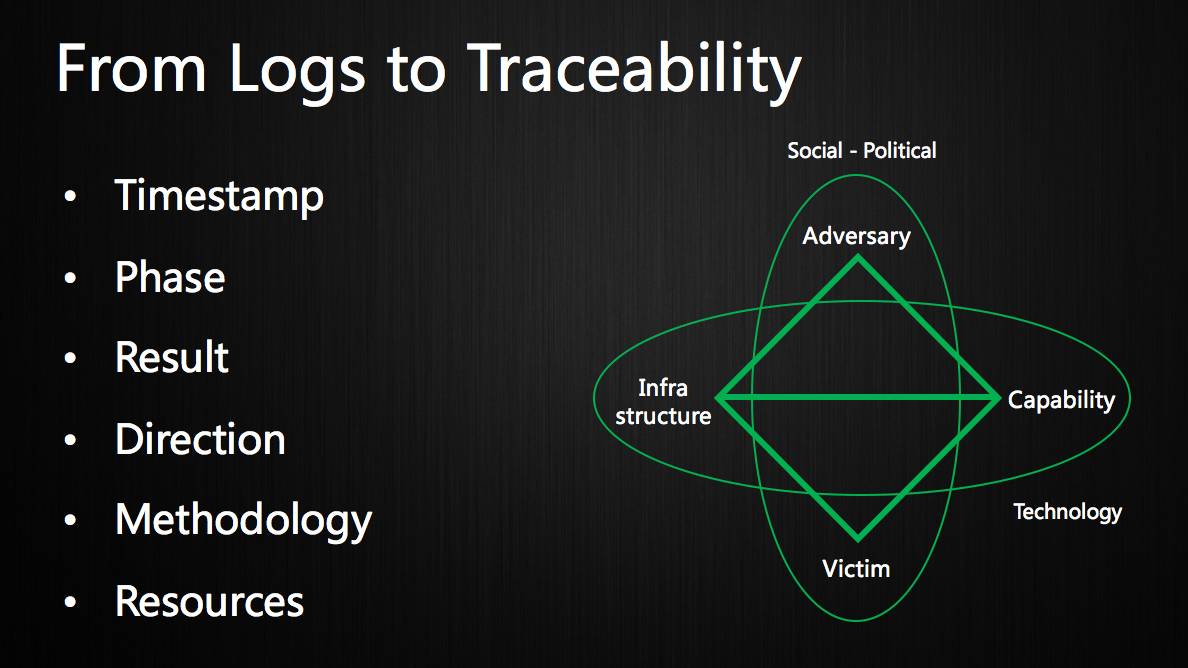 From Logs to Traceability
• Timestamp
• Phase
• Result
• Direction
• Methodology
• Resources
Social - Political
Adversary
Infra
structure
Capability
Technology
Victim